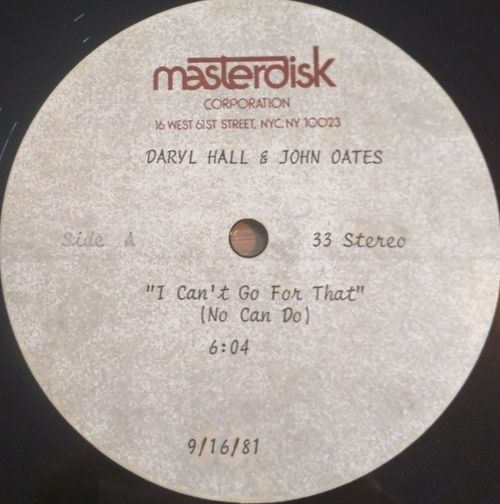 masterdisk
CORPORATION
16 WEST 61ST STREET, NYC, NY 10023
DARYL HALL & JOHN OATES
Side A
33 Stereo
"I Can't Go For That"
(No Can Do)
6:04
9/16/81